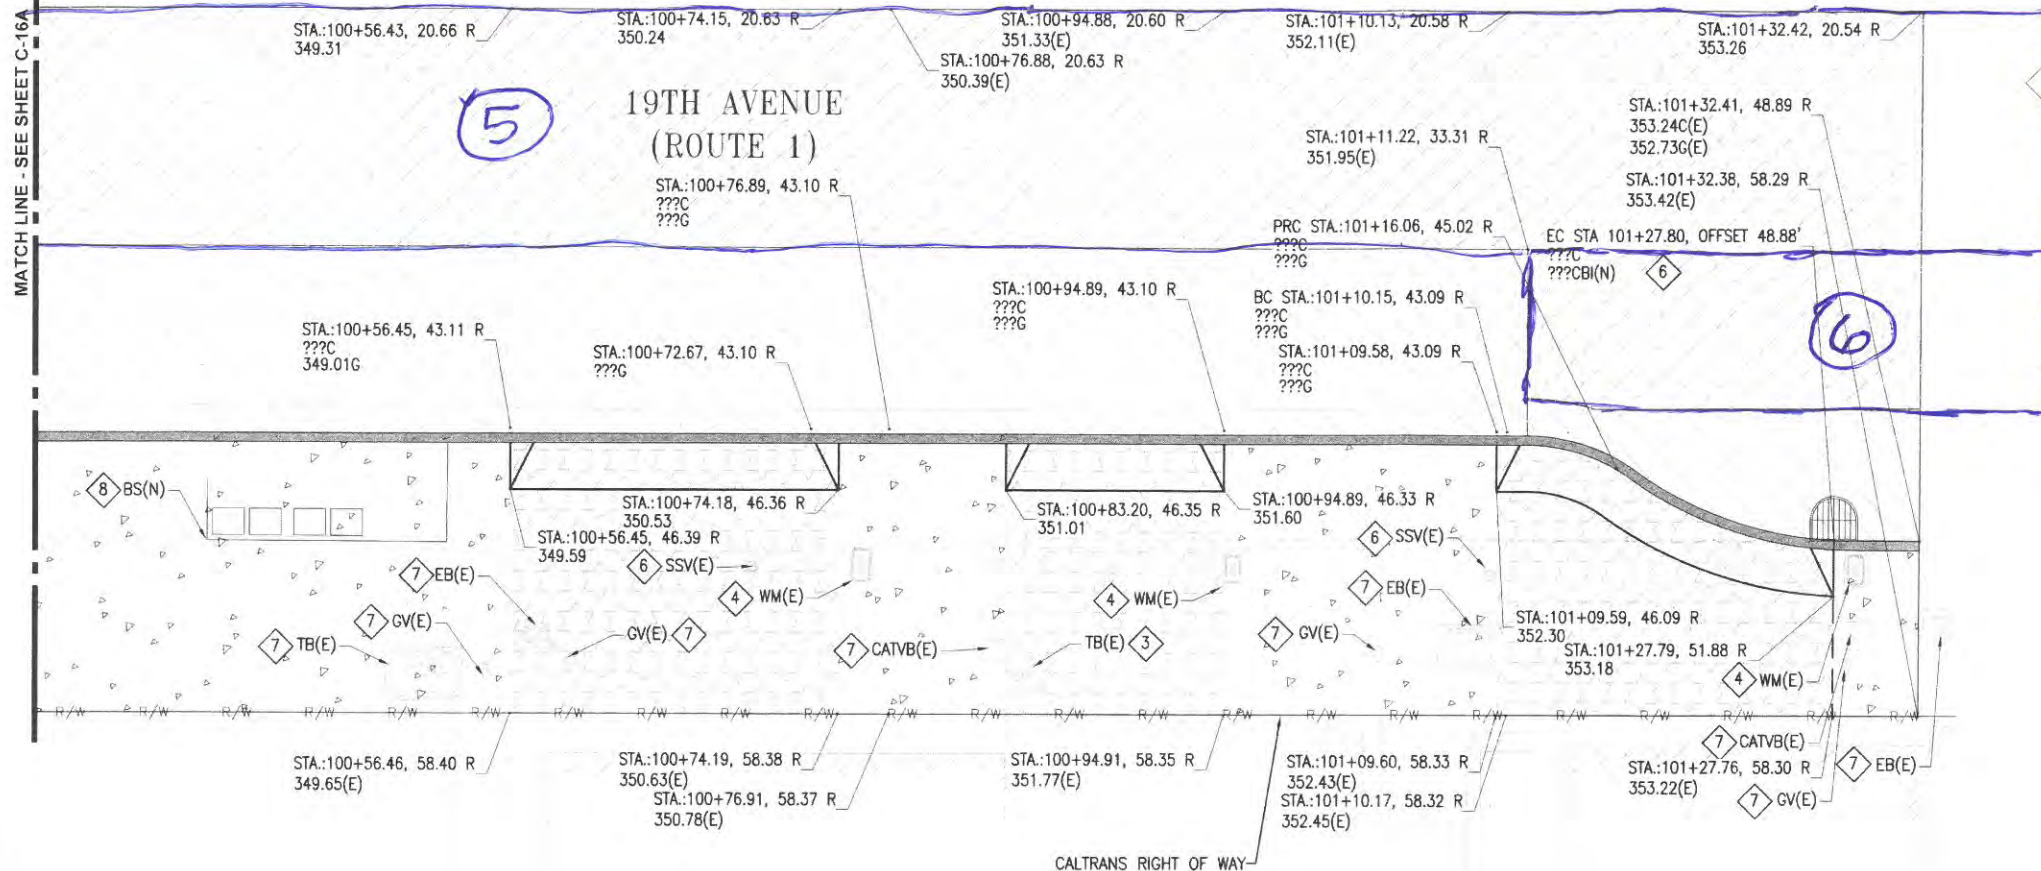 MATCH LINE - SEE SHEET C-16A
STA.:100+56.43, 20.66 R
349.31
STA.:100+74.15, 20.63 R
350.24
STA.:100+76.88, 20.63 R
350.39(E)
STA.:100+94.88, 20.60 R
351.33(E)
STA.:101+10.13, 20.58 R
352.11(E)
STA.:101+32.42, 20.54 R
353.26
5
19TH AVENUE
(ROUTE 1)
STA.:100+76.89, 43.10 R
???C
???G
STA.:101+11.22, 33.31 R
351.95(E)
STA.:101+32.41, 48.89 R
353.24C(E)
352.73G(E)
STA.:101+32.38, 58.29 R
353.42(E)
PRC STA.:101+16.06, 45.02 R
???C
???G
EC STA 101+27.80, OFFSET 48.88'
???C
???CBI(N)
6
6
STA.:100+56.45, 43.11 R
???C
349.01G
STA.:100+72.67, 43.10 R
???G
STA.:100+94.89, 43.10 R
???C
???G
BC STA.:101+10.15, 43.09 R
???C
???G
STA.:101+09.58, 43.09 R
???C
???G
8 BS(N)
STA.:100+74.18, 46.36 R
350.53
STA.:100+56.45, 46.39 R
349.59
STA.:100+83.20, 46.35 R
351.01
STA.:100+94.89, 46.33 R
351.60
6 SSV(E)
7 EB(E)
6 SSV(E)
4 WM(E)
4 WM(E)
7 EB(E)
7 GV(E)
7 TB(E)
GV(E) 7
7 CATVB(E)
TB(E) 3
7 GV(E)
STA.:101+09.59, 46.09 R
352.30
STA.:101+27.79, 51.88 R
353.18
4 WM(E)
R/W R/W R/W R/W R/W R/W R/W R/W R/W R/W R/W R/W R/W R/W R/W R/W R/W R/W R/W R/W R/W R/W R/W
STA.:100+56.46, 58.40 R
349.65(E)
STA.:100+74.19, 58.38 R
350.63(E)
STA.:100+76.91, 58.37 R
350.78(E)
STA.:100+94.91, 58.35 R
351.77(E)
STA.:101+09.60, 58.33 R
352.43(E)
STA.:101+10.17, 58.32 R
352.45(E)
7 CATVB(E)
STA.:101+27.76, 58.30 R
353.22(E)
7 EB(E)
7 GV(E)
CALTRANS RIGHT OF WAY